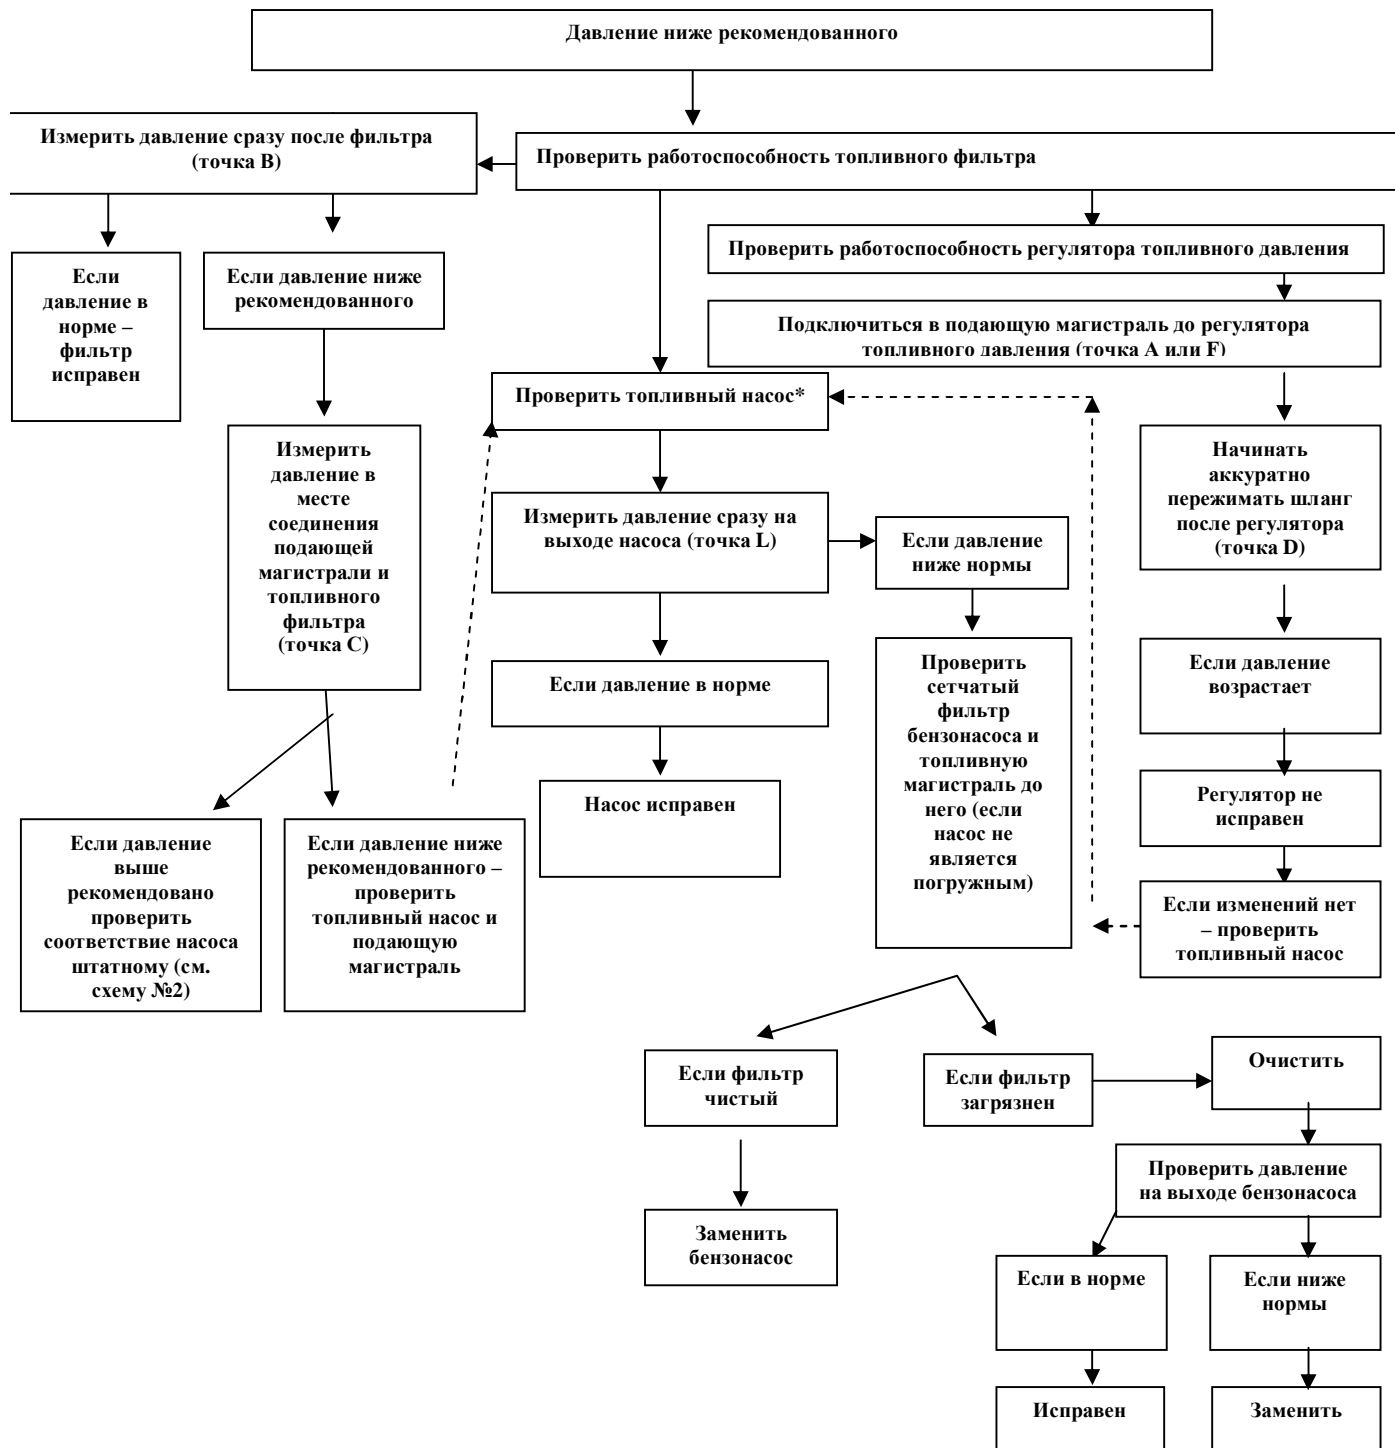 Давление ниже рекомендованного
Измерить давление сразу после фильтра
(точка В)
Проверить работоспособность топливного фильтра
Проверить работоспособность регулятора топливного давления
Если
давление в
норме –
фильтр
исправен
Если давление ниже
рекомендованного
Подключиться в подающую магистраль до регулятора
топливного давления (точка А или F)
Проверить топливный насос*
Измерить
давление в
месте
соединения
подающей
магистрали и
топливного
фильтра
(точка С)
Начинать
аккуратно
пережимать шланг
после регулятора
(точка D)
Измерить давление сразу на
выходе насоса (точка L)
Если давление
ниже нормы
Если давление в норме
Проверить
сетчатый
фильтр
бензонасоса и
топливную
магистраль до
него (если
насос не
является
погружным)
Если давление
возрастает
Насос исправен
Регулятор не
исправен
Если давление
выше
рекомендовано
проверить
соответствие насоса
штатному (см.
схему №2)
Если давление ниже
рекомендованного –
проверить
топливный насос и
подающую
магистраль
Если изменений нет
– проверить
топливный насос
Если фильтр
чистый
Если фильтр
загрязнен
Очистить
Проверить давление
на выходе бензонасоса
Заменить
бензонасос
Если в норме
Если ниже
нормы
Исправен
Заменить